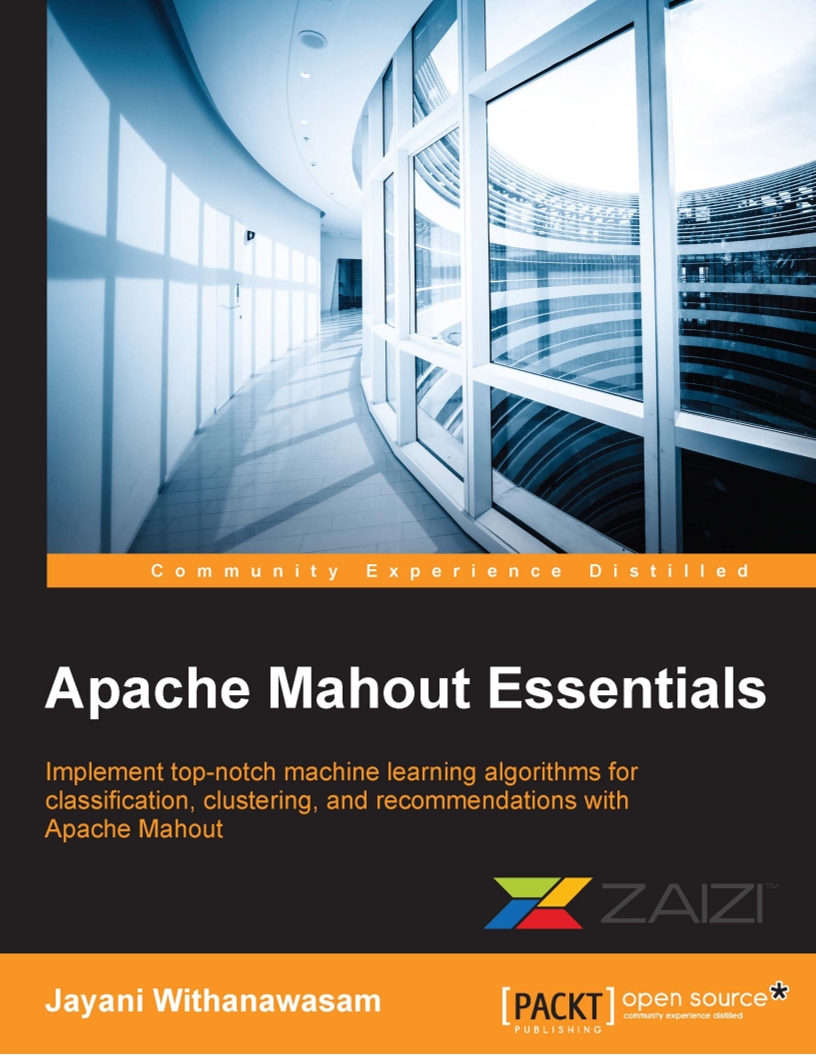 Community Experience Distilled
Apache Mahout Essentials
Implement top-notch machine learning algorithms for
classification, clustering, and recommendations with
Apache Mahout
ZAIZI™
Jayani Withanawasam
[PACKT] open source*
PUBLISHING community experience distilled